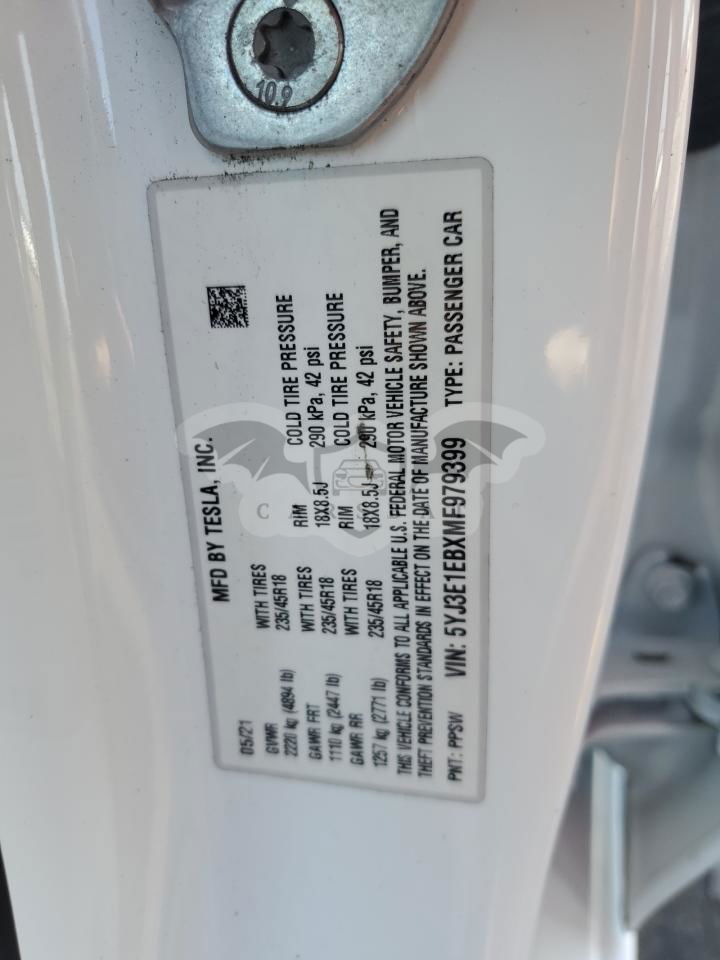 10.9
MFD BY TESLA, INC.
05/21
GVWR WITH TIRES RIM COLD TIRE PRESSURE
2220 kg (4894 lb) 235/45R18 18X8.5J 290 kPa, 42 psi
GAWR FRT WITH TIRES RIM COLD TIRE PRESSURE
1110 kg (2447 lb) 235/45R18 18X8.5J 290 kPa, 42 psi
GAWR RR WITH TIRES
1257 kg (2771 lb) 235/45R18
THIS VEHICLE CONFORMS TO ALL APPLICABLE U.S. FEDERAL MOTOR VEHICLE SAFETY, BUMPER, AND
THEFT PREVENTION STANDARDS IN EFFECT ON THE DATE OF MANUFACTURE SHOWN ABOVE.
PNT: PPSW VIN: 5YJ3E1EBXMF979399 TYPE: PASSENGER CAR